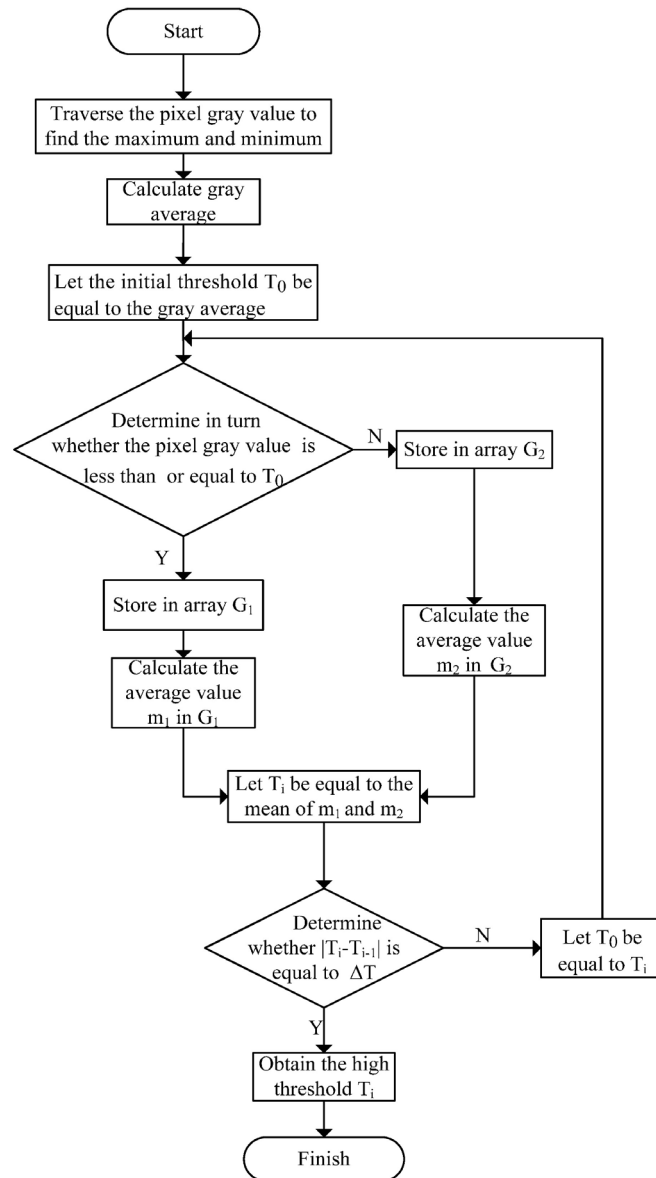 Start
Traverse the pixel gray value to
find the maximum and minimum
Calculate gray
average
Let the initial threshold T₀ be
equal to the gray average
Determine in turn
whether the pixel gray value is
less than or equal to T₀
N
Store in array G₂
Y
Store in array G₁
Calculate the
average value
m₂ in G₂
Calculate the
average value
m₁ in G₁
Let Tᵢ be equal to the
mean of m₁ and m₂
Determine
whether |Tᵢ-Tᵢ₋₁| is
equal to ΔT
N
Let T₀ be
equal to Tᵢ
Y
Obtain the high
threshold Tᵢ
Finish